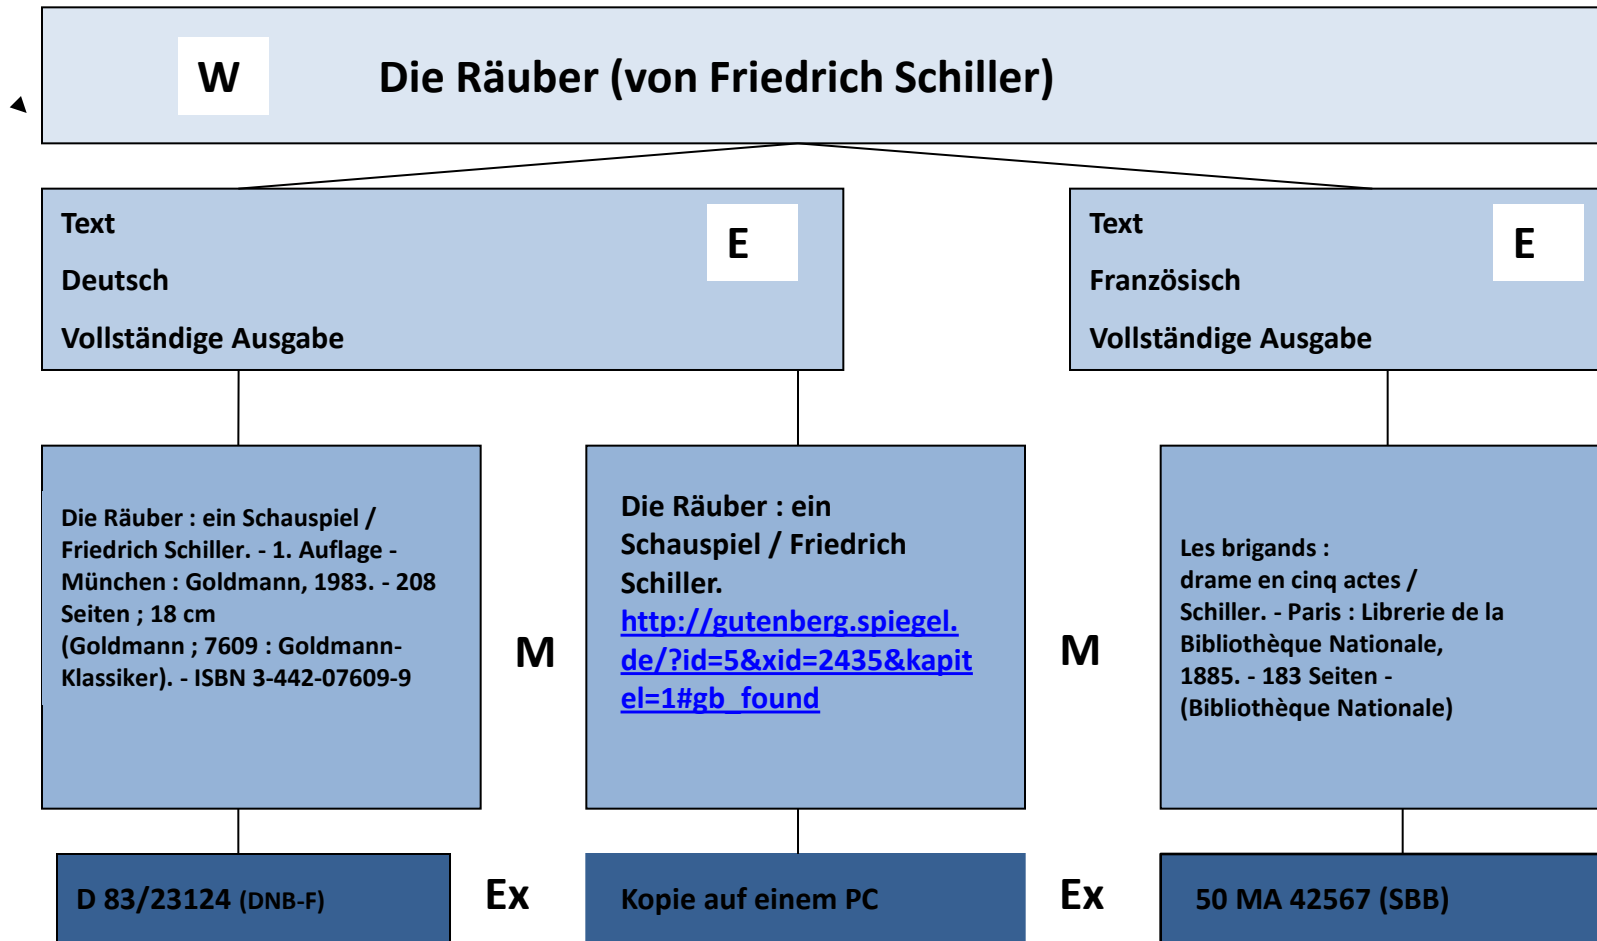 W
Die Räuber (von Friedrich Schiller)
Text
Deutsch
Vollständige Ausgabe
E
Text
Französisch
Vollständige Ausgabe
E
Die Räuber : ein Schauspiel /
Friedrich Schiller. - 1. Auflage -
München : Goldmann, 1983. - 208
Seiten ; 18 cm
(Goldmann ; 7609 : Goldmann-
Klassiker). - ISBN 3-442-07609-9
M
Die Räuber : ein
Schauspiel / Friedrich
Schiller.
http://gutenberg.spiegel.
de/?id=5&xid=2435&kapit
el=1#gb_found
M
Les brigands :
drame en cinq actes /
Schiller. - Paris : Librerie de la
Bibliothèque Nationale,
1885. - 183 Seiten -
(Bibliothèque Nationale)
D 83/23124 (DNB-F)
Ex
Kopie auf einem PC
Ex
50 MA 42567 (SBB)